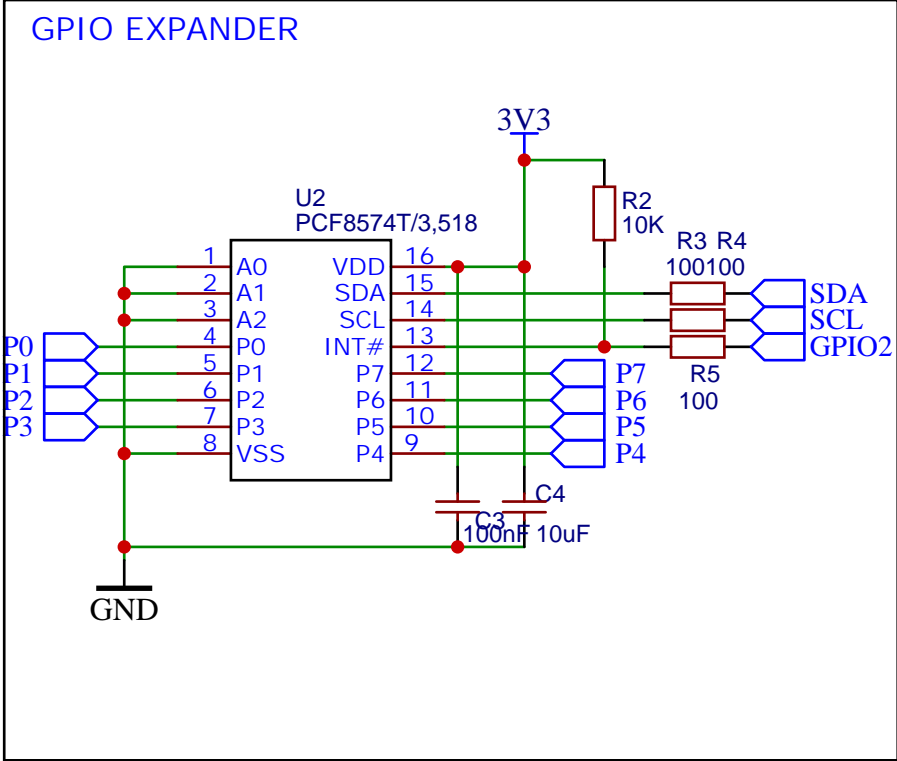 GPIO EXPANDER
3V3
U2
PCF8574T/3,518
R2
10K
R3 R4
100100
1 A0 VDD 16
2 A1 SDA 15
3 A2 SCL 14
4 P0 INT# 13
5 P1 P7 12
6 P2 P6 11
7 P3 P5 10
8 VSS P4 9
P0
P1
P2
P3
SDA
SCL
GPIO2
R5
100
P7
P6
P5
P4
C4
C3
100nF 10uF
GND